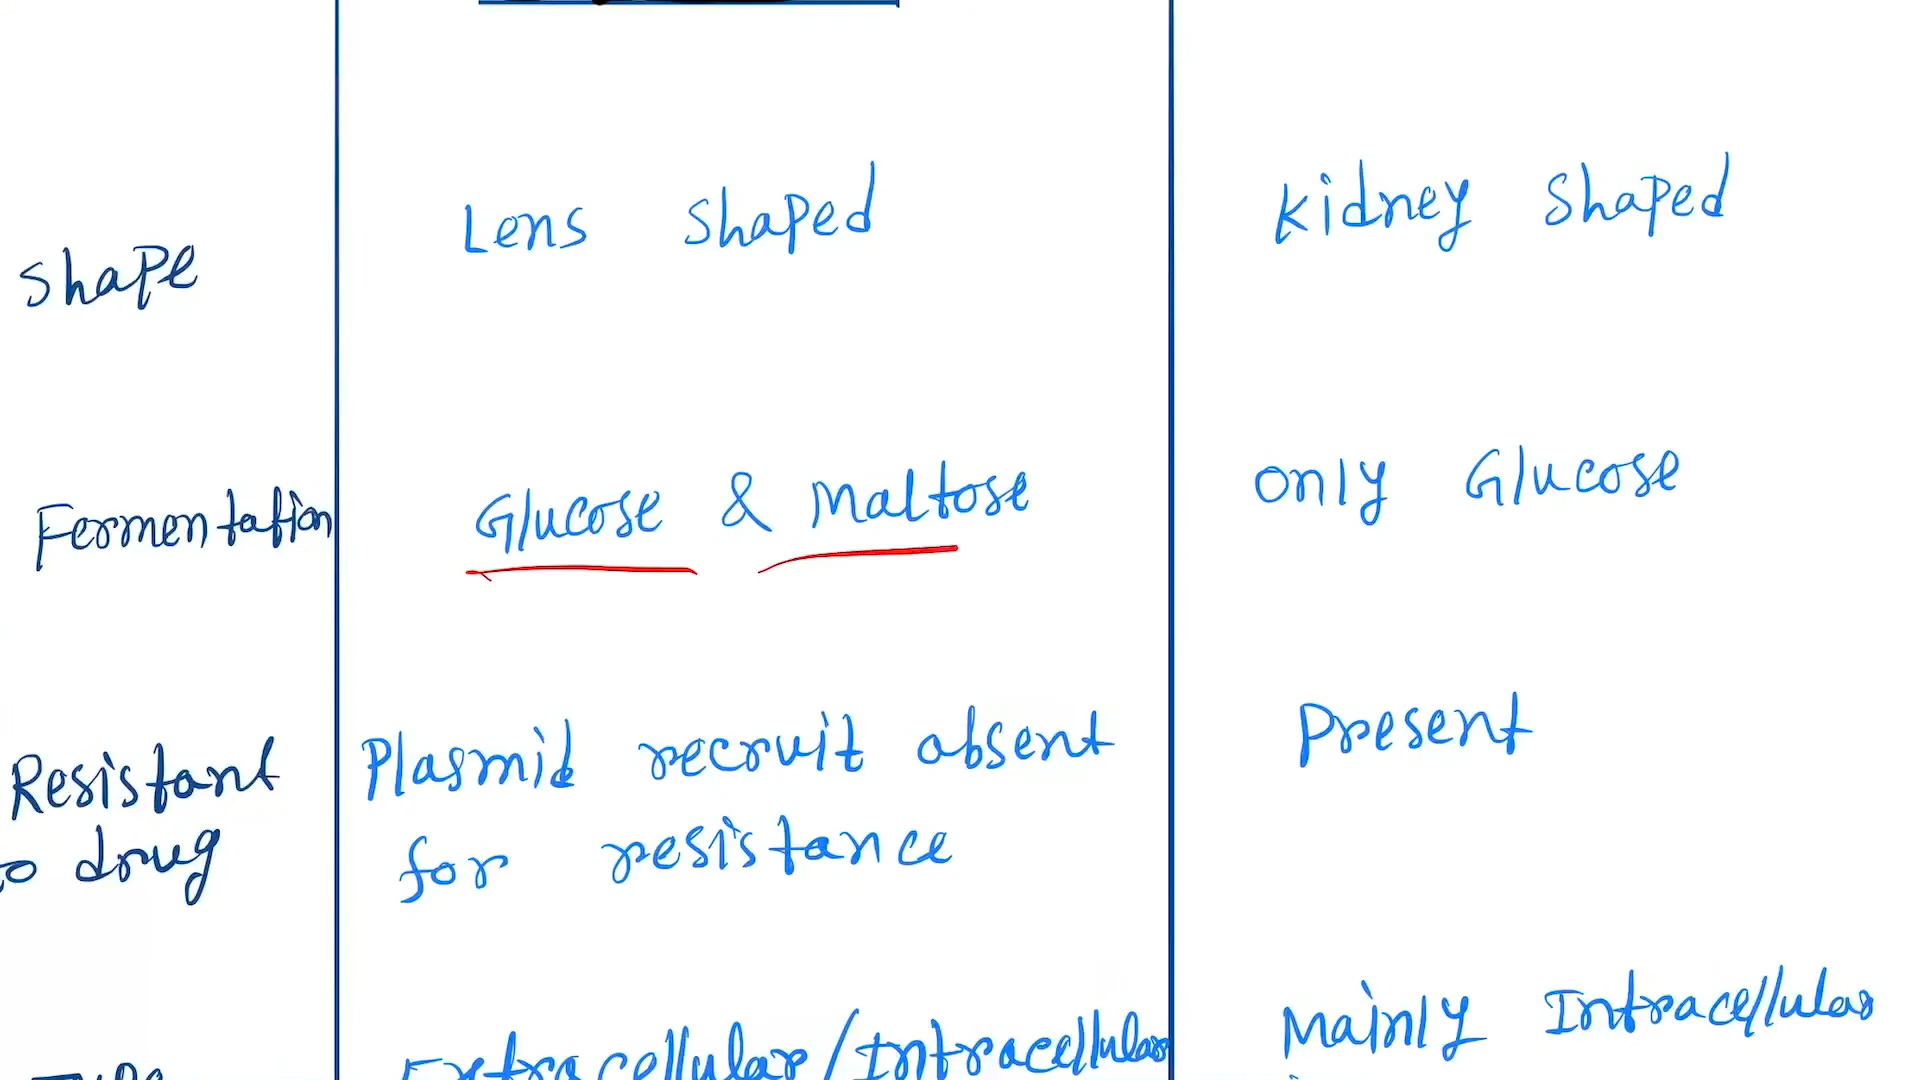 Lens Shaped
Kidney Shaped
Shape
Glucose & Maltose
Only Glucose
Fermentation
Plasmid recruit absent
for resistance
Present
Resistant
to drug
Extracellular/Intracellular
Mainly Intracellular
Type